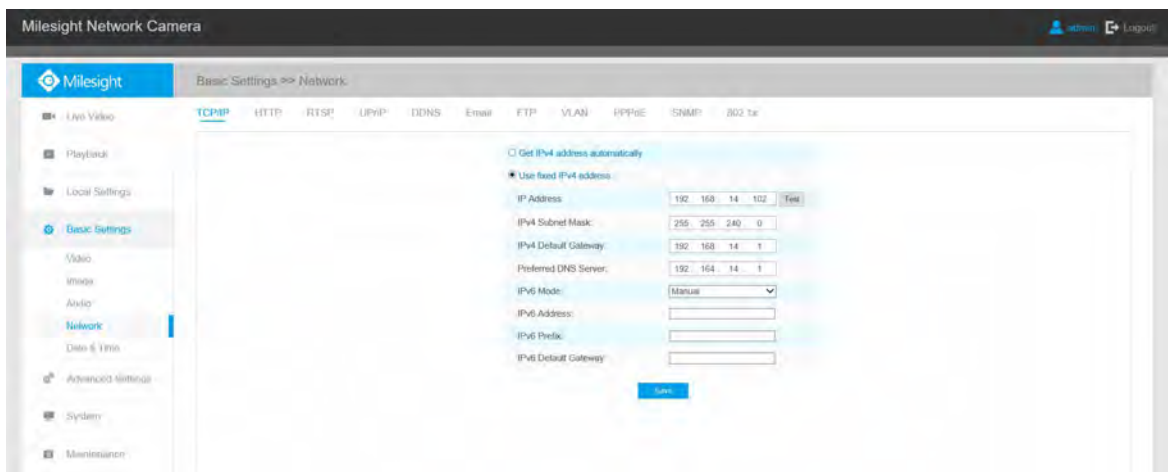 Milesight Network Camera
admin Logout
Milesight
Basic Settings >> Network
TCP/IP HTTP RTSP UPnP DDNS Email FTP VLAN PPPoE SNMP 802.1x
Live Video
Playback
Local Settings
Basic Settings
Video
Image
Audio
Network
Date & Time
Advanced Settings
System
Maintenance
Get IPv4 address automatically
Use fixed IPv4 address
IP Address: 192 . 168 . 14 . 102 Test
IPv4 Subnet Mask: 255 . 255 . 240 . 0
IPv4 Default Gateway: 192 . 168 . 14 . 1
Preferred DNS Server: 192 . 164 . 14 . 1
IPv6 Mode: Manual
IPv6 Address:
IPv6 Prefix:
IPv6 Default Gateway:
Save